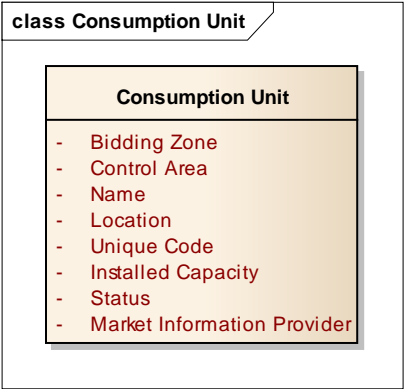 class Consumption Unit
Consumption Unit
- Bidding Zone
- Control Area
- Name
- Location
- Unique Code
- Installed Capacity
- Status
- Market Information Provider